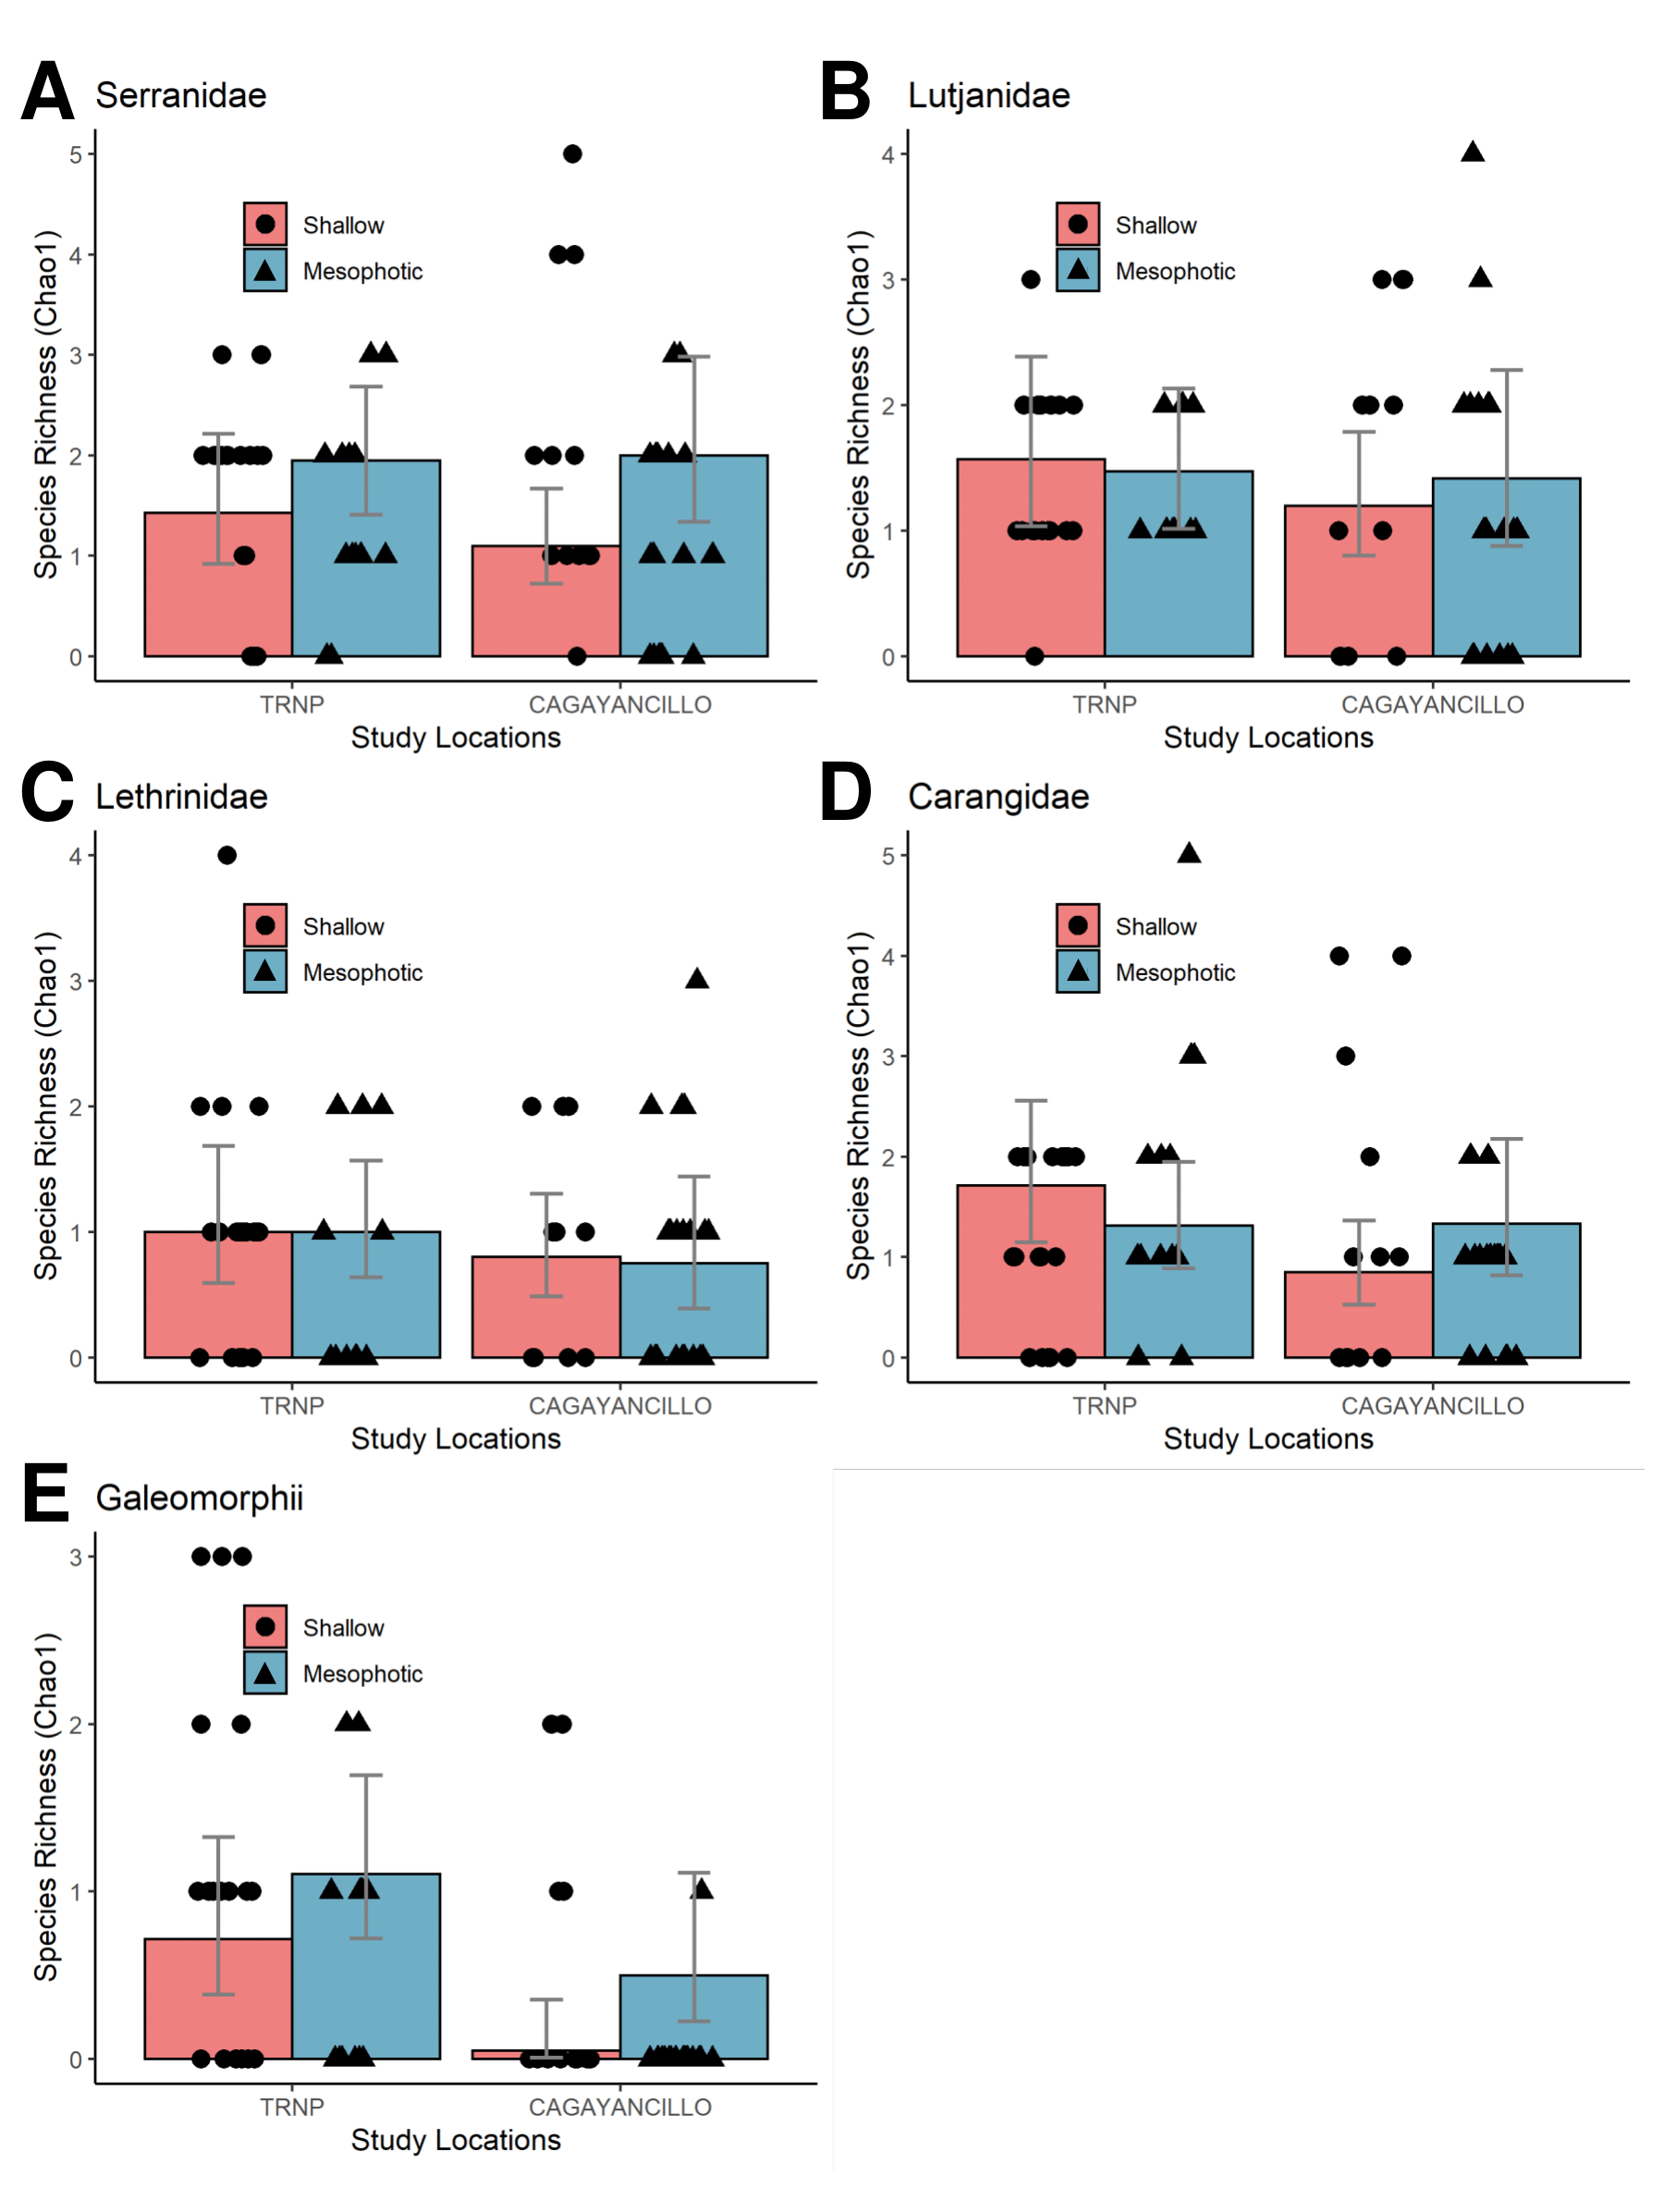 A Serranidae
Species Richness (Chao1)
5
4
3
2
1
0
Shallow
Mesophotic
TRNP CAGAYANCILLO
Study Locations
B Lutjanidae
Species Richness (Chao1)
4
3
2
1
0
Shallow
Mesophotic
TRNP CAGAYANCILLO
Study Locations
C Lethrinidae
Species Richness (Chao1)
4
3
2
1
0
Shallow
Mesophotic
TRNP CAGAYANCILLO
Study Locations
D Carangidae
Species Richness (Chao1)
5
4
3
2
1
0
Shallow
Mesophotic
TRNP CAGAYANCILLO
Study Locations
E Galeomorphii
Species Richness (Chao1)
3
2
1
0
Shallow
Mesophotic
TRNP CAGAYANCILLO
Study Locations